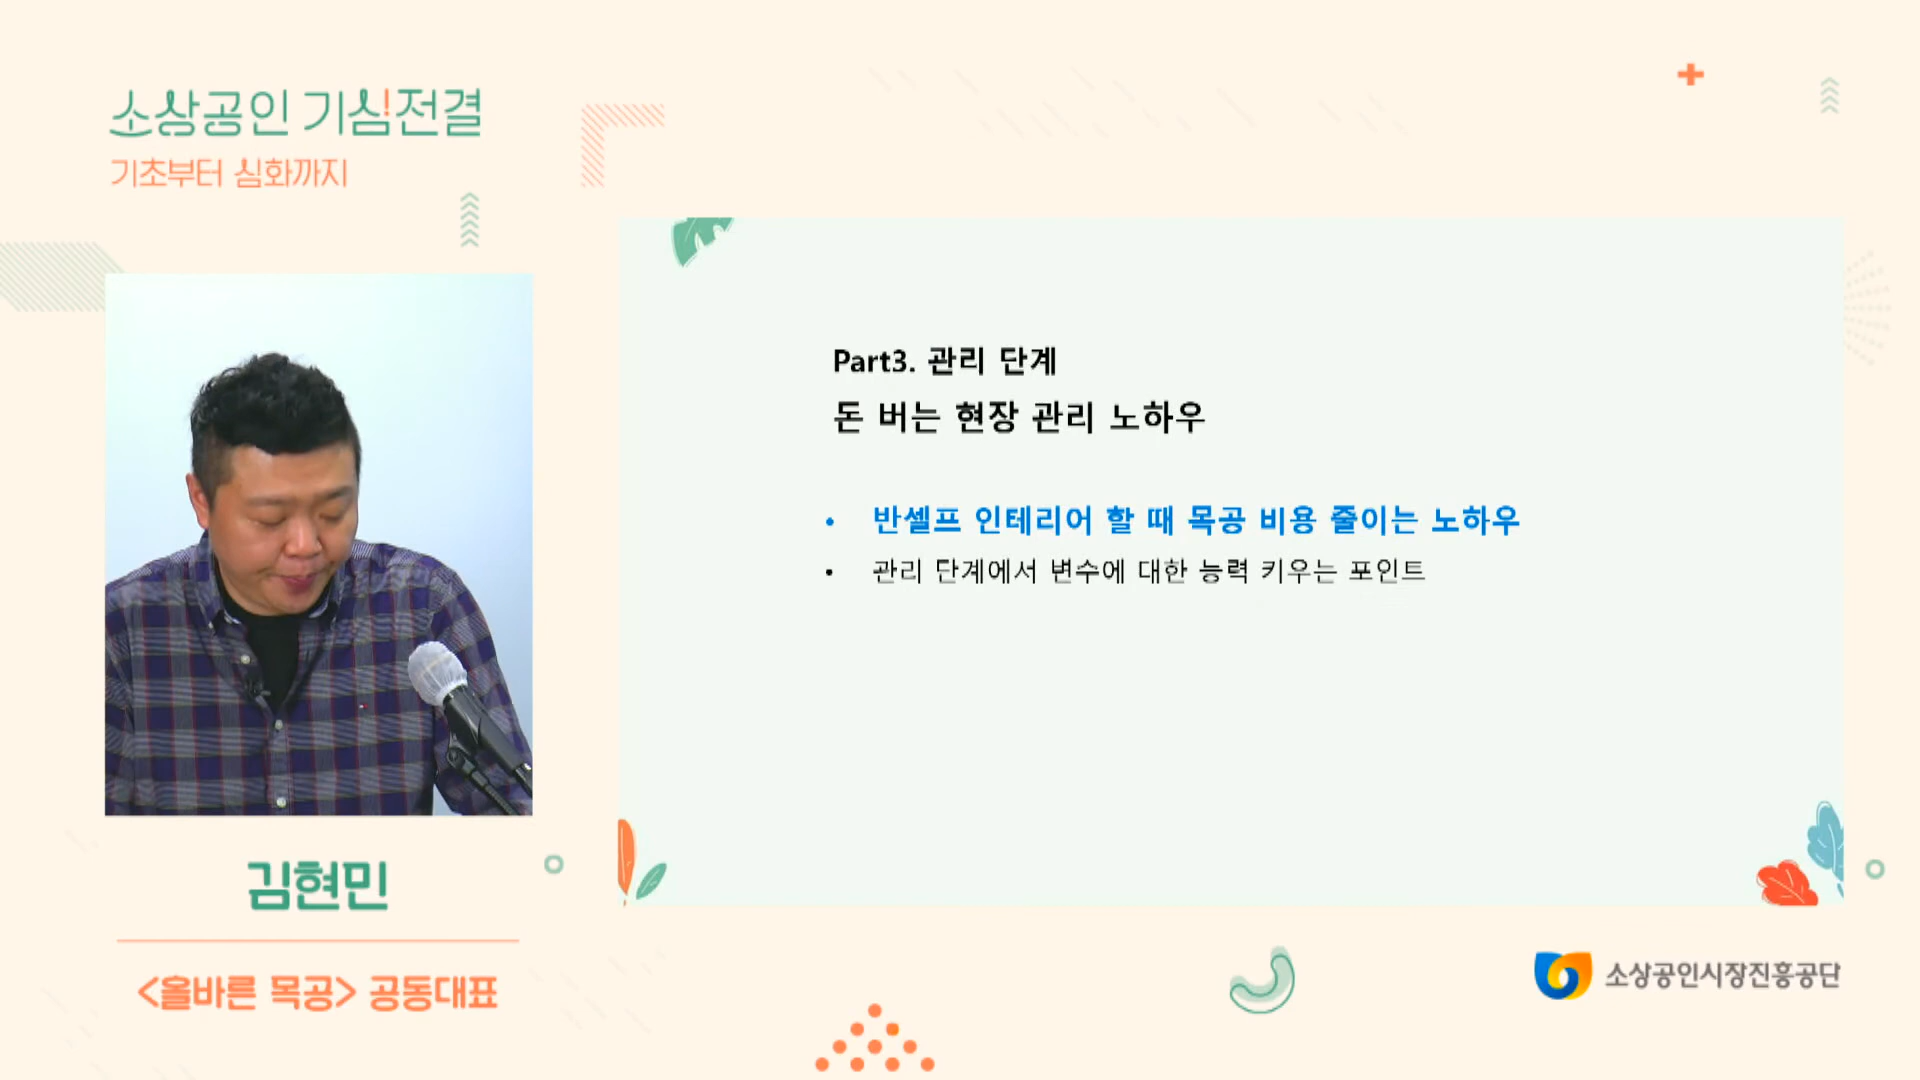 소상공인 기심전결
기초부터 심화까지
Part3. 관리 단계
돈 버는 현장 관리 노하우
• 반셀프 인테리어 할 때 목공 비용 줄이는 노하우
• 관리 단계에서 변수에 대한 능력 키우는 포인트
김현민
<올바른 목공> 공동대표
소상공인시장진흥공단